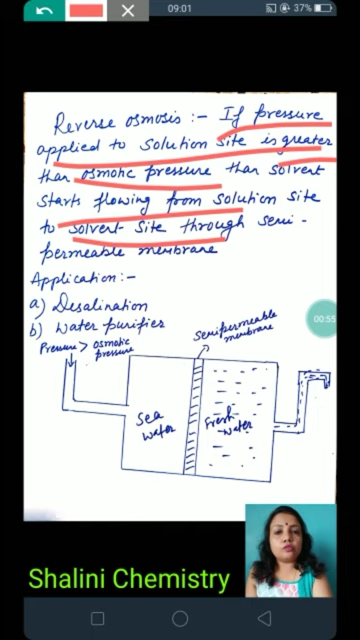 09:01
37%
Reverse osmosis :- If pressure
applied to solution site is greater
than osmotic pressure than solvent
starts flowing from solution site
to solvent site through semi-
permeable membrane
Application:-
a) Desalination
b) Water purifier
Pressure > osmotic
pressure
Semipermeable
membrane
00:55
Sea
water
Fresh
water
Shalini Chemistry